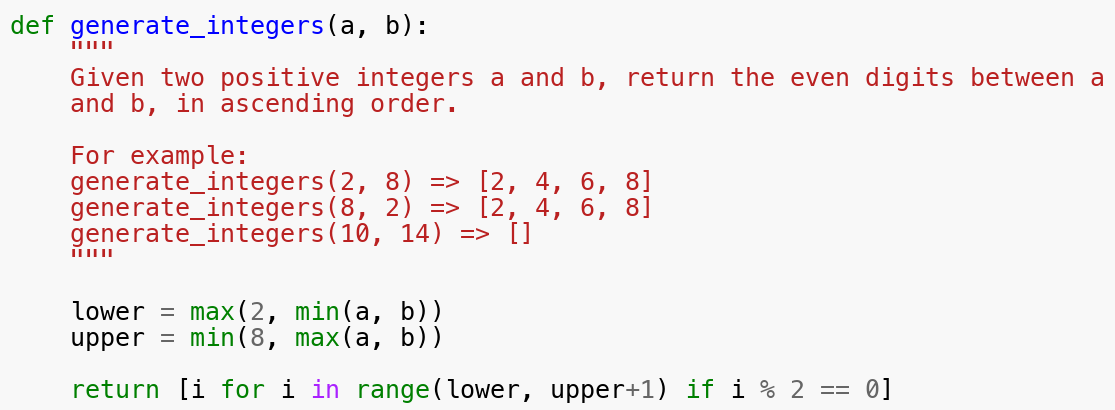 def generate_integers(a, b):
    """
    Given two positive integers a and b, return the even digits between a
    and b, in ascending order.

    For example:
    generate_integers(2, 8) => [2, 4, 6, 8]
    generate_integers(8, 2) => [2, 4, 6, 8]
    generate_integers(10, 14) => []
    """

    lower = max(2, min(a, b))
    upper = min(8, max(a, b))

    return [i for i in range(lower, upper+1) if i % 2 == 0]